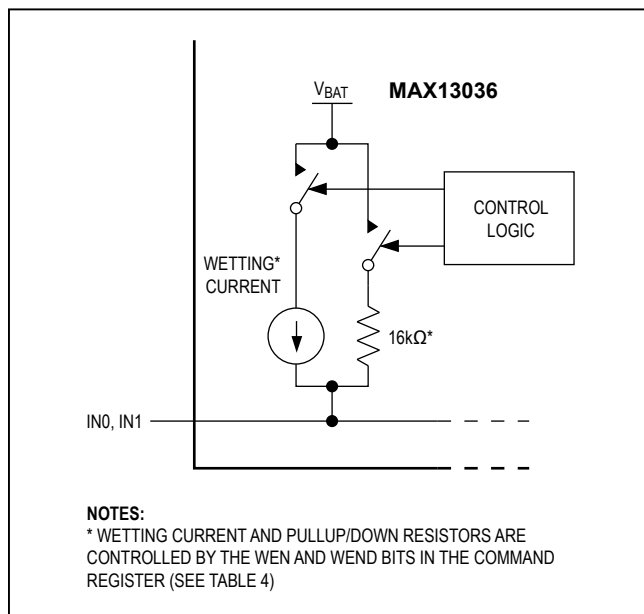 VBAT
MAX13036
CONTROL
LOGIC
WETTING*
CURRENT
16kΩ*
IN0, IN1
NOTES:
* WETTING CURRENT AND PULLUP/DOWN RESISTORS ARE
CONTROLLED BY THE WEN AND WEND BITS IN THE COMMAND
REGISTER (SEE TABLE 4)